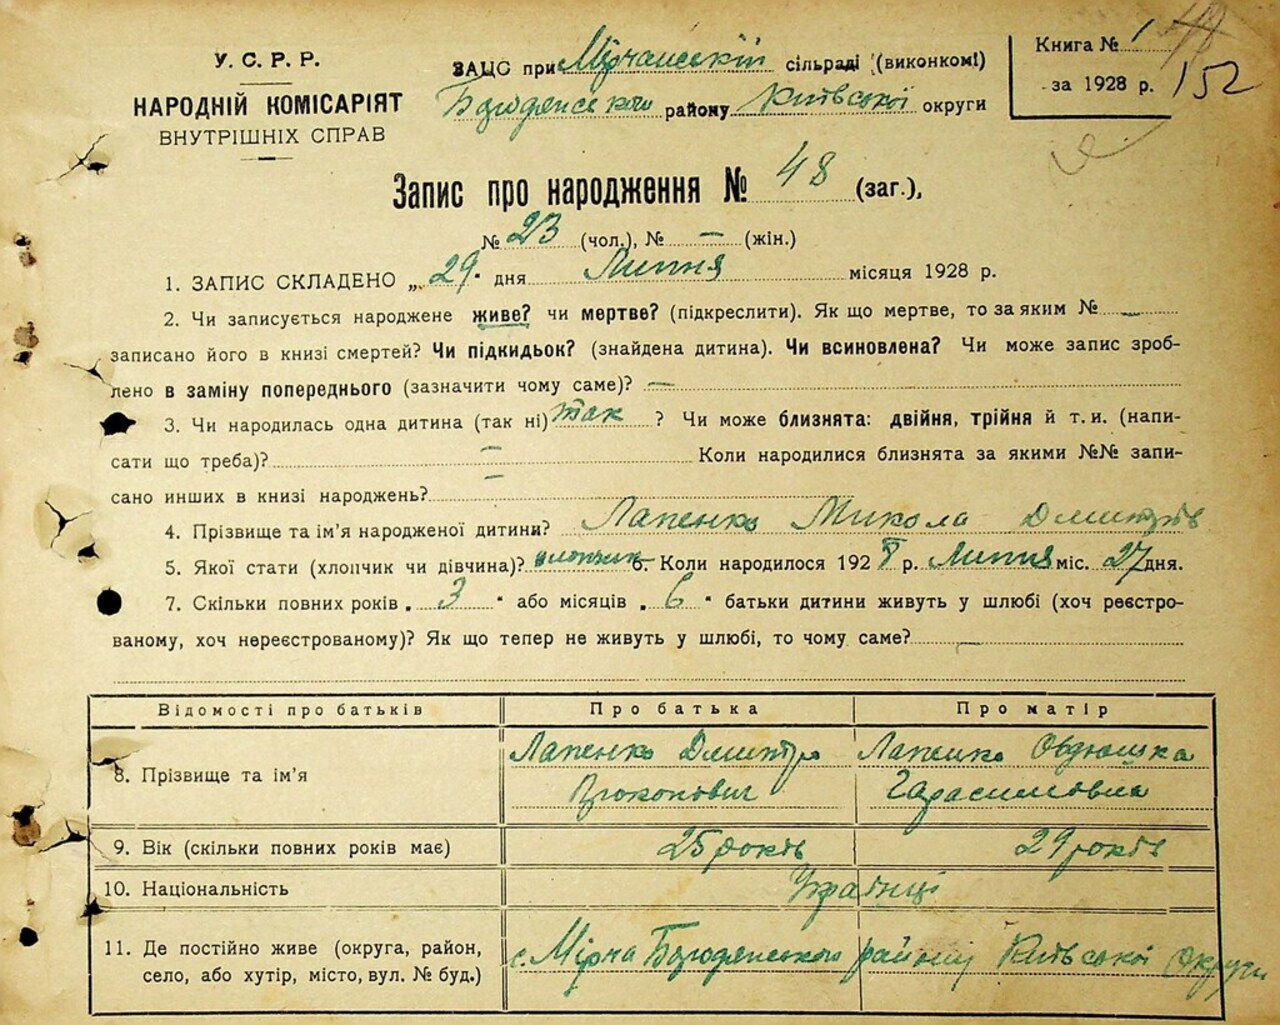 У. С. Р. Р.
НАРОДНІЙ КОМІСАРІЯТ
ВНУТРІШНІХ СПРАВ
ЗАЦС при Мірчанській сільраді (виконкомі)
Бородянського району Київської округи
Книга № 1 48
за 1928 р. 152
Запис про народження № 48 (заг.),
№ 23 (чол.), № — (жін.)
1. ЗАПИС СКЛАДЕНО „ 29 " дня Липня місяця 1928 р.
2. Чи записується народжене живе? чи мертве? (підкреслити). Як що мертве, то за яким № —
записано його в книзі смертей? Чи підкидьок? (знайдена дитина). Чи всиновлена? Чи може запис зроб-
лено в заміну попереднього (зазначити чому саме)? —
3. Чи народилась одна дитина (так ні) так ? Чи може близнята: двійня, трійня й т. и. (напи-
сати що треба)? — Коли народилися близнята за якими №№ запи-
сано инших в книзі народжень? —
4. Прізвище та ім'я народженої дитини? Лапенко Микола Дмитрів
5. Якої стати (хлопчик чи дівчина)? хлопчик 6. Коли народилося 1928 р. Липня міс. 27 дня.
7. Скільки повних років „ 3 " або місяців „ 6 " батьки дитини живуть у шлюбі (хоч реєстро-
ваному, хоч нереєстрованому)? Як що тепер не живуть у шлюбі, то чому саме? —
Відомості про батьків Про батька Про матір
8. Прізвище та ім'я Лапенко Дмитро Прокопович Лапенко Овдюшка Гарасимовна
9. Вік (скільки повних років має) 25 років 29 років
10. Національність Українці
11. Де постійно живе (округа, район, село, або хутір, місто, вул. № буд.) с. Мірча Бородянського району Київської округи